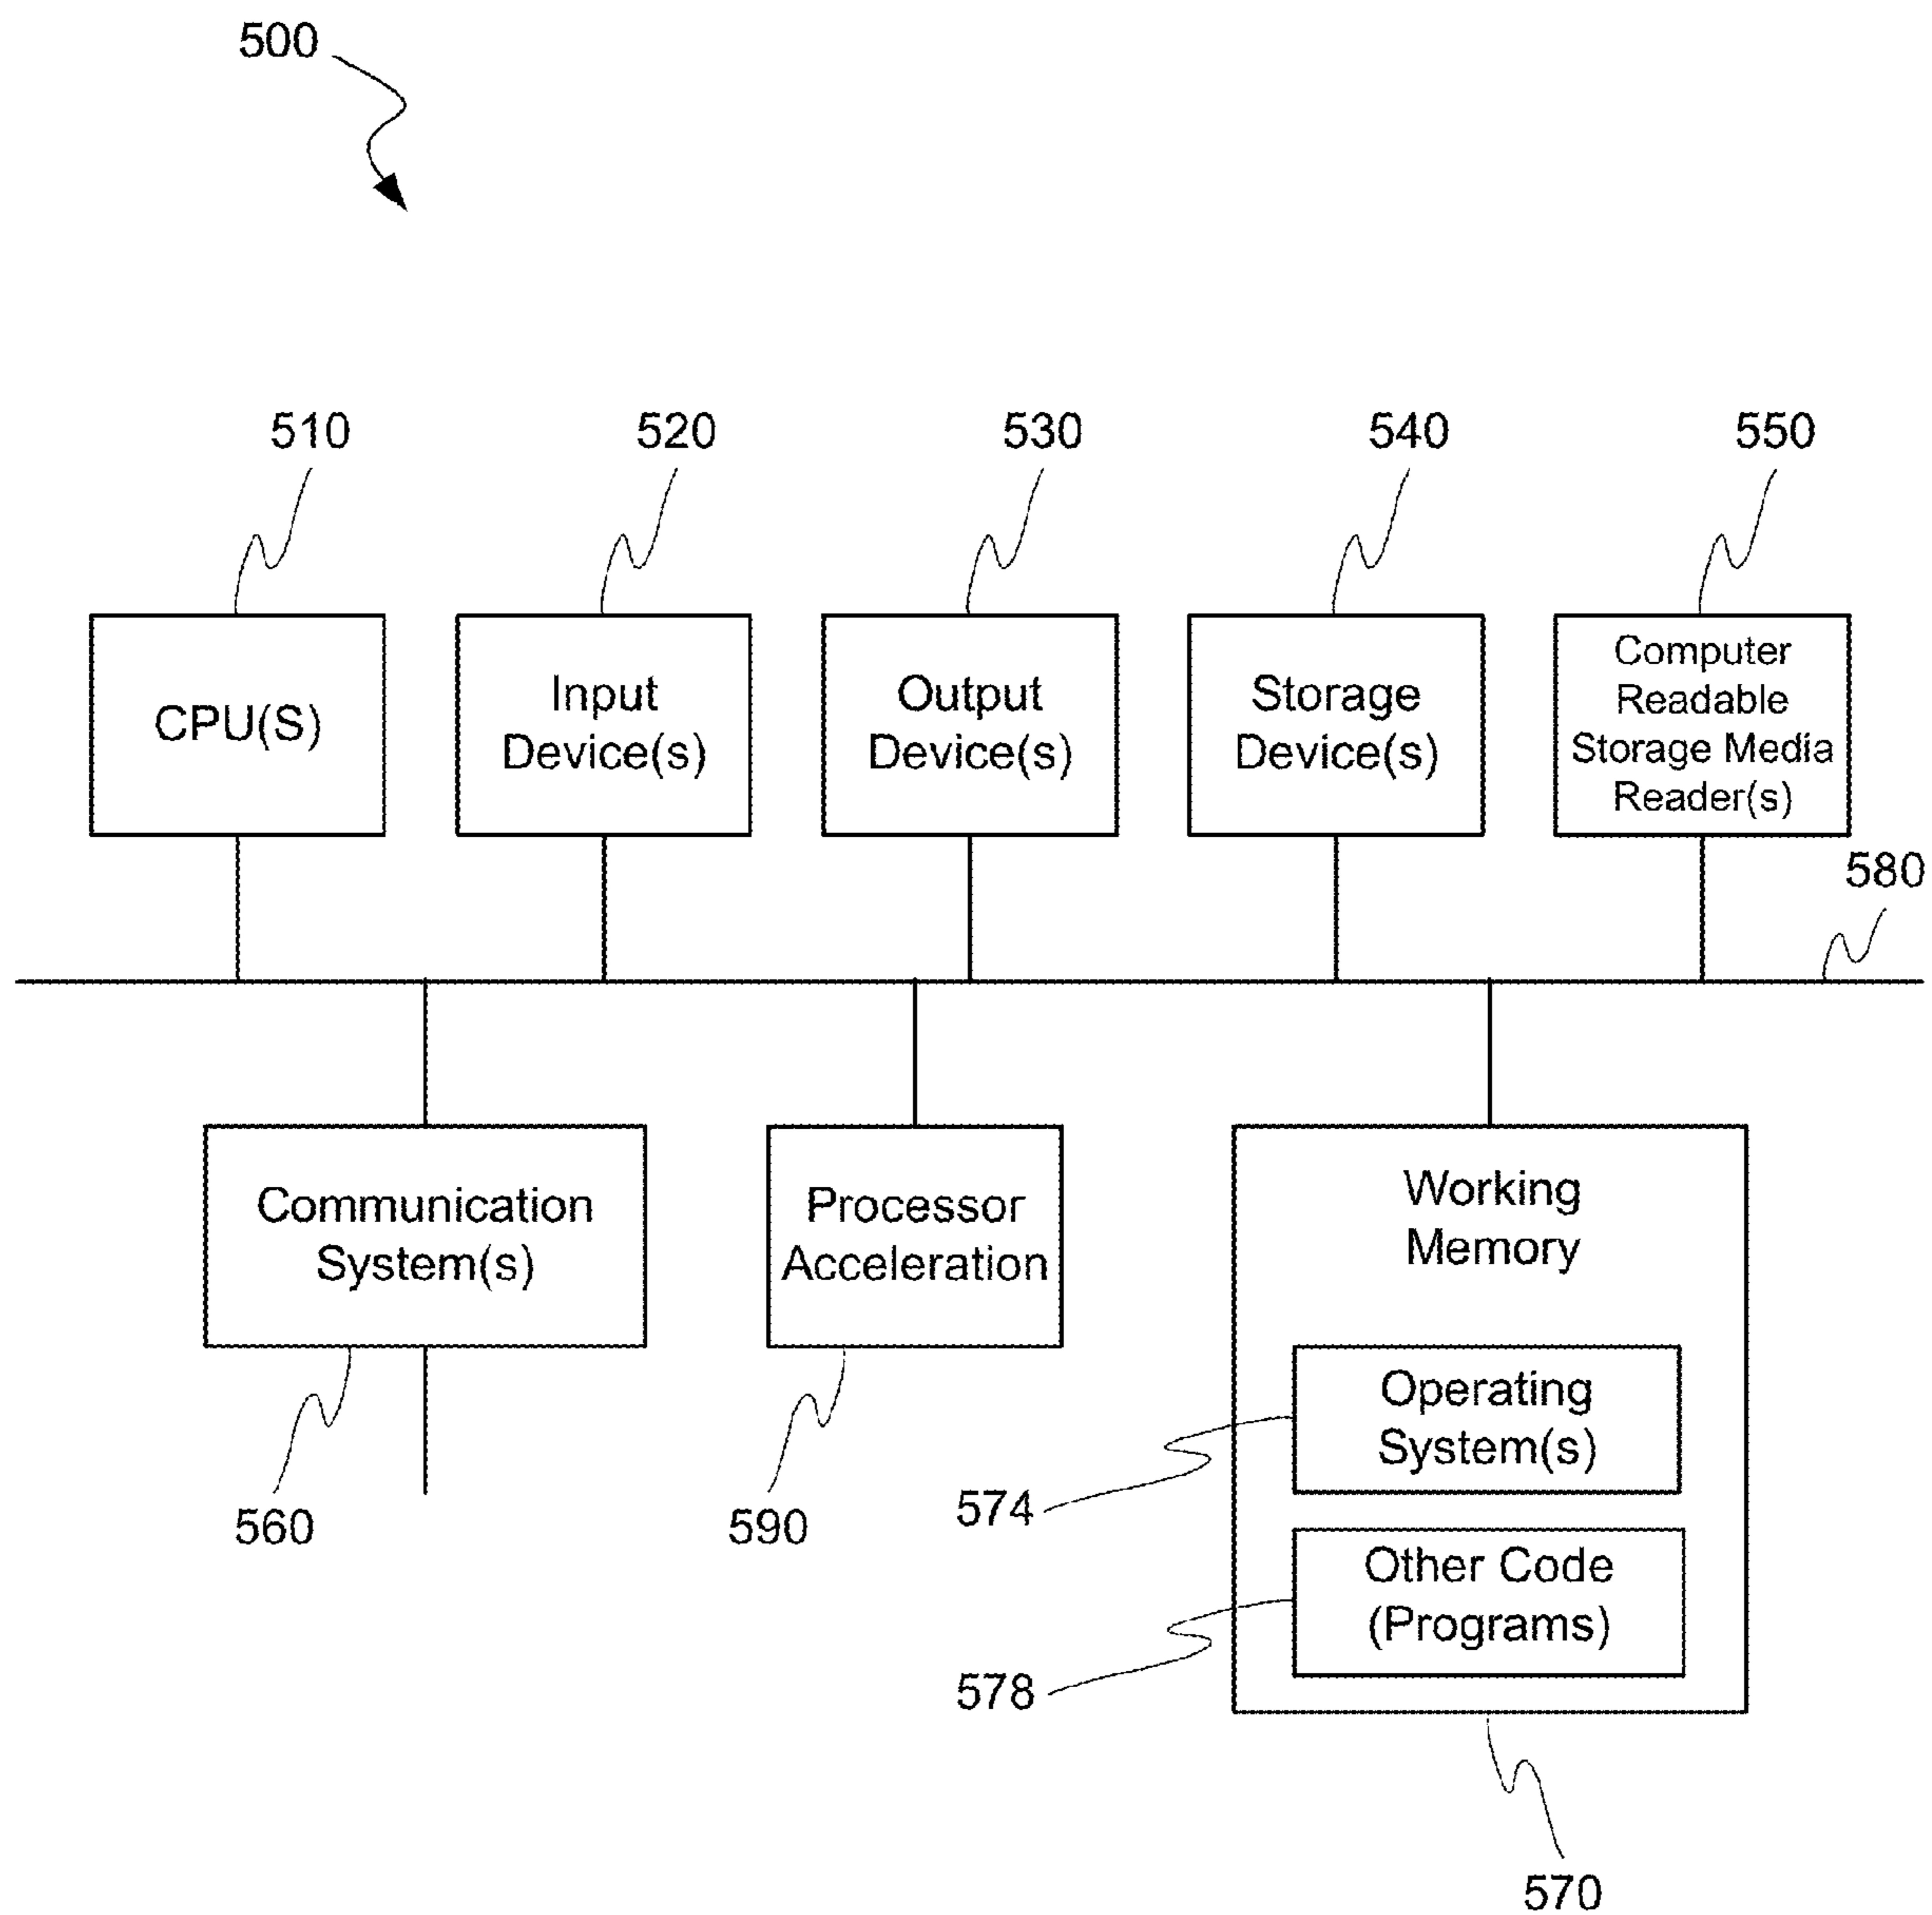 500
510
520
530
540
550
CPU(S)
Input
Device(s)
Output
Device(s)
Storage
Device(s)
Computer
Readable
Storage Media
Reader(s)
580
Communication
System(s)
Processor
Acceleration
Working
Memory
Operating
System(s)
574
560
590
Other Code
(Programs)
578
570